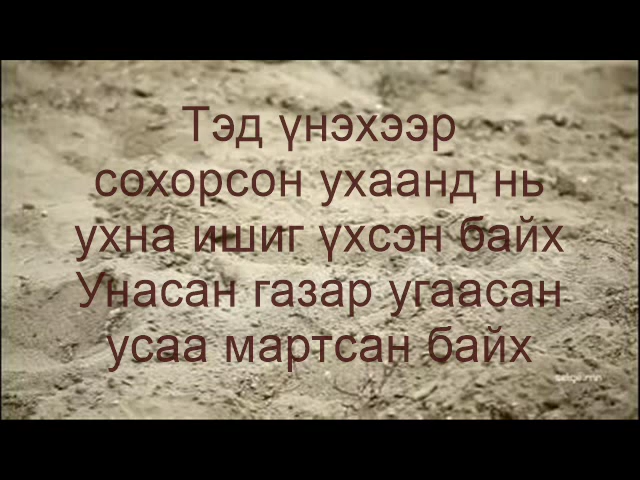 Тэд үнэхээр
сохорсон ухаанд нь
ухна ишиг үхсэн байх
Унасан газар угаасан
усаа мартсан байх